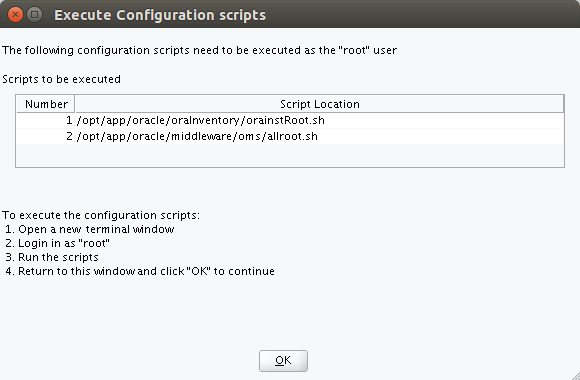 Execute Configuration scripts
The following configuration scripts need to be executed as the "root" user
Scripts to be executed
Number Script Location
1 /opt/app/oracle/oraInventory/orainstRoot.sh
2 /opt/app/oracle/middleware/oms/allroot.sh
To execute the configuration scripts:
1. Open a new terminal window
2. Login in as "root"
3. Run the scripts
4. Return to this window and click "OK" to continue
OK